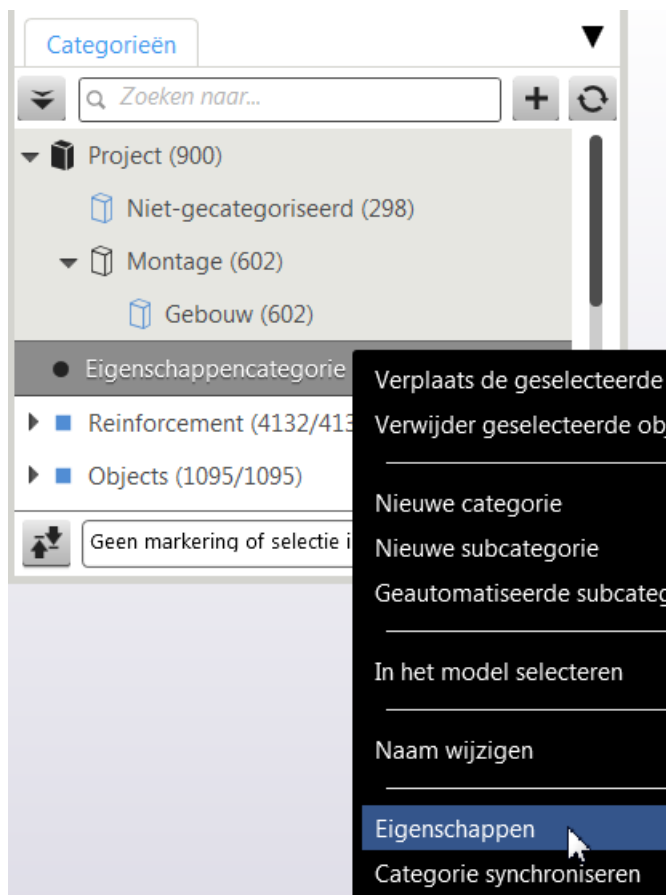 Categorieën
Zoeken naar...
Project (900)
Niet-gecategoriseerd (298)
Montage (602)
Gebouw (602)
Eigenschappencategorie
Verplaats de geselecteerde
Reinforcement (4132/413
Verwijder geselecteerde obj
Objects (1095/1095)
Nieuwe categorie
Geen markering of selectie i
Nieuwe subcategorie
Geautomatiseerde subcateg
In het model selecteren
Naam wijzigen
Eigenschappen
Categorie synchroniseren